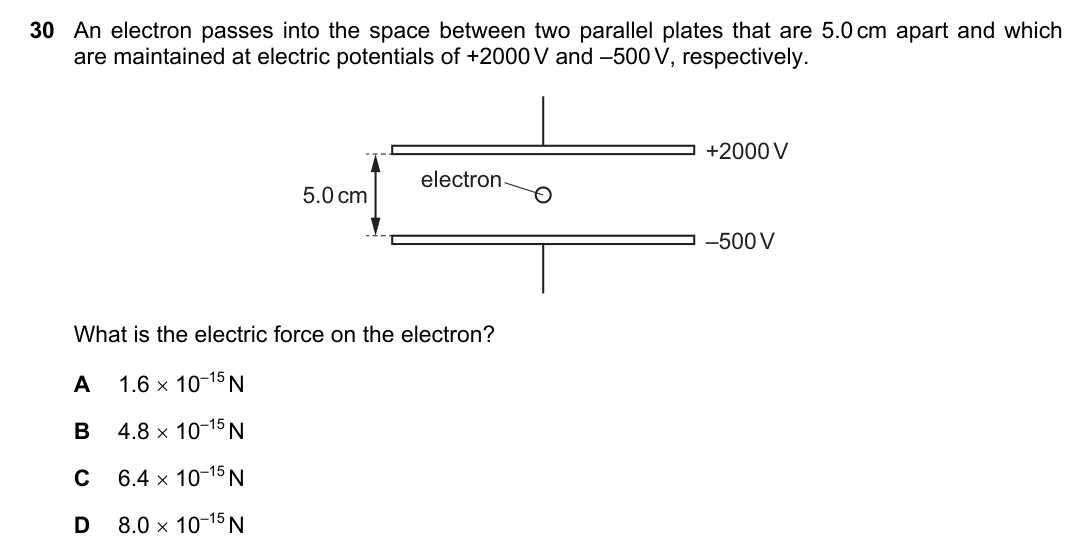 30 An electron passes into the space between two parallel plates that are 5.0 cm apart and which
are maintained at electric potentials of +2000 V and –500 V, respectively.
+2000 V
electron
5.0 cm
–500 V
What is the electric force on the electron?
A 1.6 × 10⁻¹⁵ N
B 4.8 × 10⁻¹⁵ N
C 6.4 × 10⁻¹⁵ N
D 8.0 × 10⁻¹⁵ N